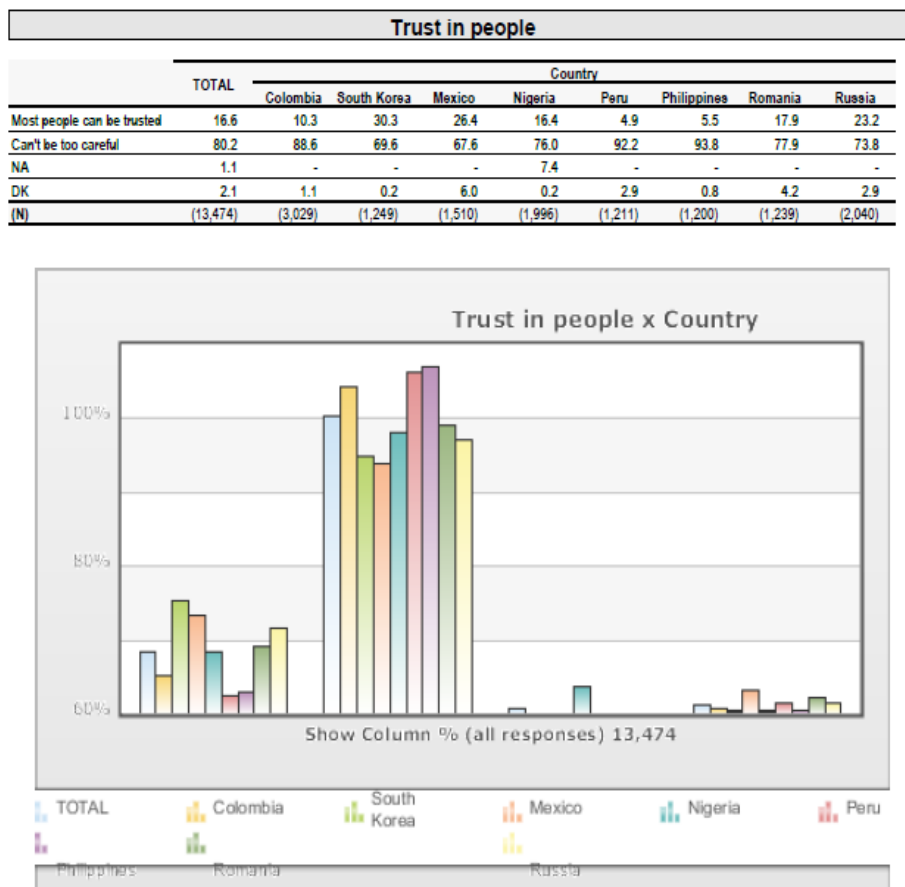 Trust in people
TOTAL Country
Colombia South Korea Mexico Nigeria Peru Philippines Romania Russia
Most people can be trusted 16.6 10.3 30.3 26.4 16.4 4.9 5.5 17.9 23.2
Can't be too careful 80.2 88.6 69.6 67.6 76.0 92.2 93.8 77.9 73.8
NA 1.1 - - - 7.4 - - - -
DK 2.1 1.1 0.2 6.0 0.2 2.9 0.8 4.2 2.9
(N) (13,474) (3,029) (1,249) (1,510) (1,996) (1,211) (1,200) (1,239) (2,040)
Trust in people x Country
100%
80%
60%
Show Column % (all responses) 13,474
TOTAL Colombia South Korea Mexico Nigeria Peru
Philippines Romania Russia